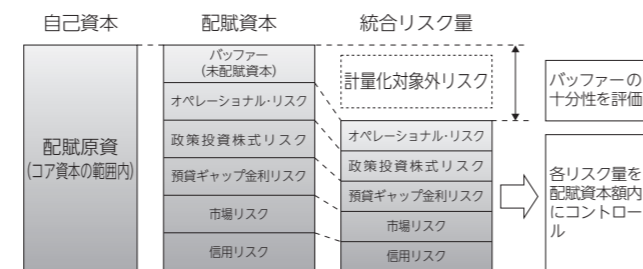 自己資本
配賦資本
統合リスク量
配賦原資
(コア資本の範囲内)
バッファー
(未配賦資本)
オペレーショナル・リスク
政策投資株式リスク
預貸ギャップ金利リスク
市場リスク
信用リスク
計量化対象外リスク
オペレーショナル・リスク
政策投資株式リスク
預貸ギャップ金利リスク
市場リスク
信用リスク
バッファーの
十分性を評価
各リスク量を
配賦資本額内
にコントロー
ル